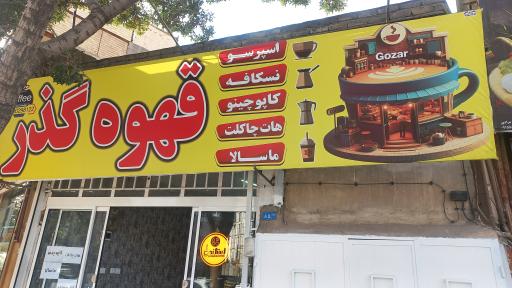 قهوه گذر
اسپرسو
نسکافه
کاپوچینو
هات چاکلت
ماسالا
Gozar